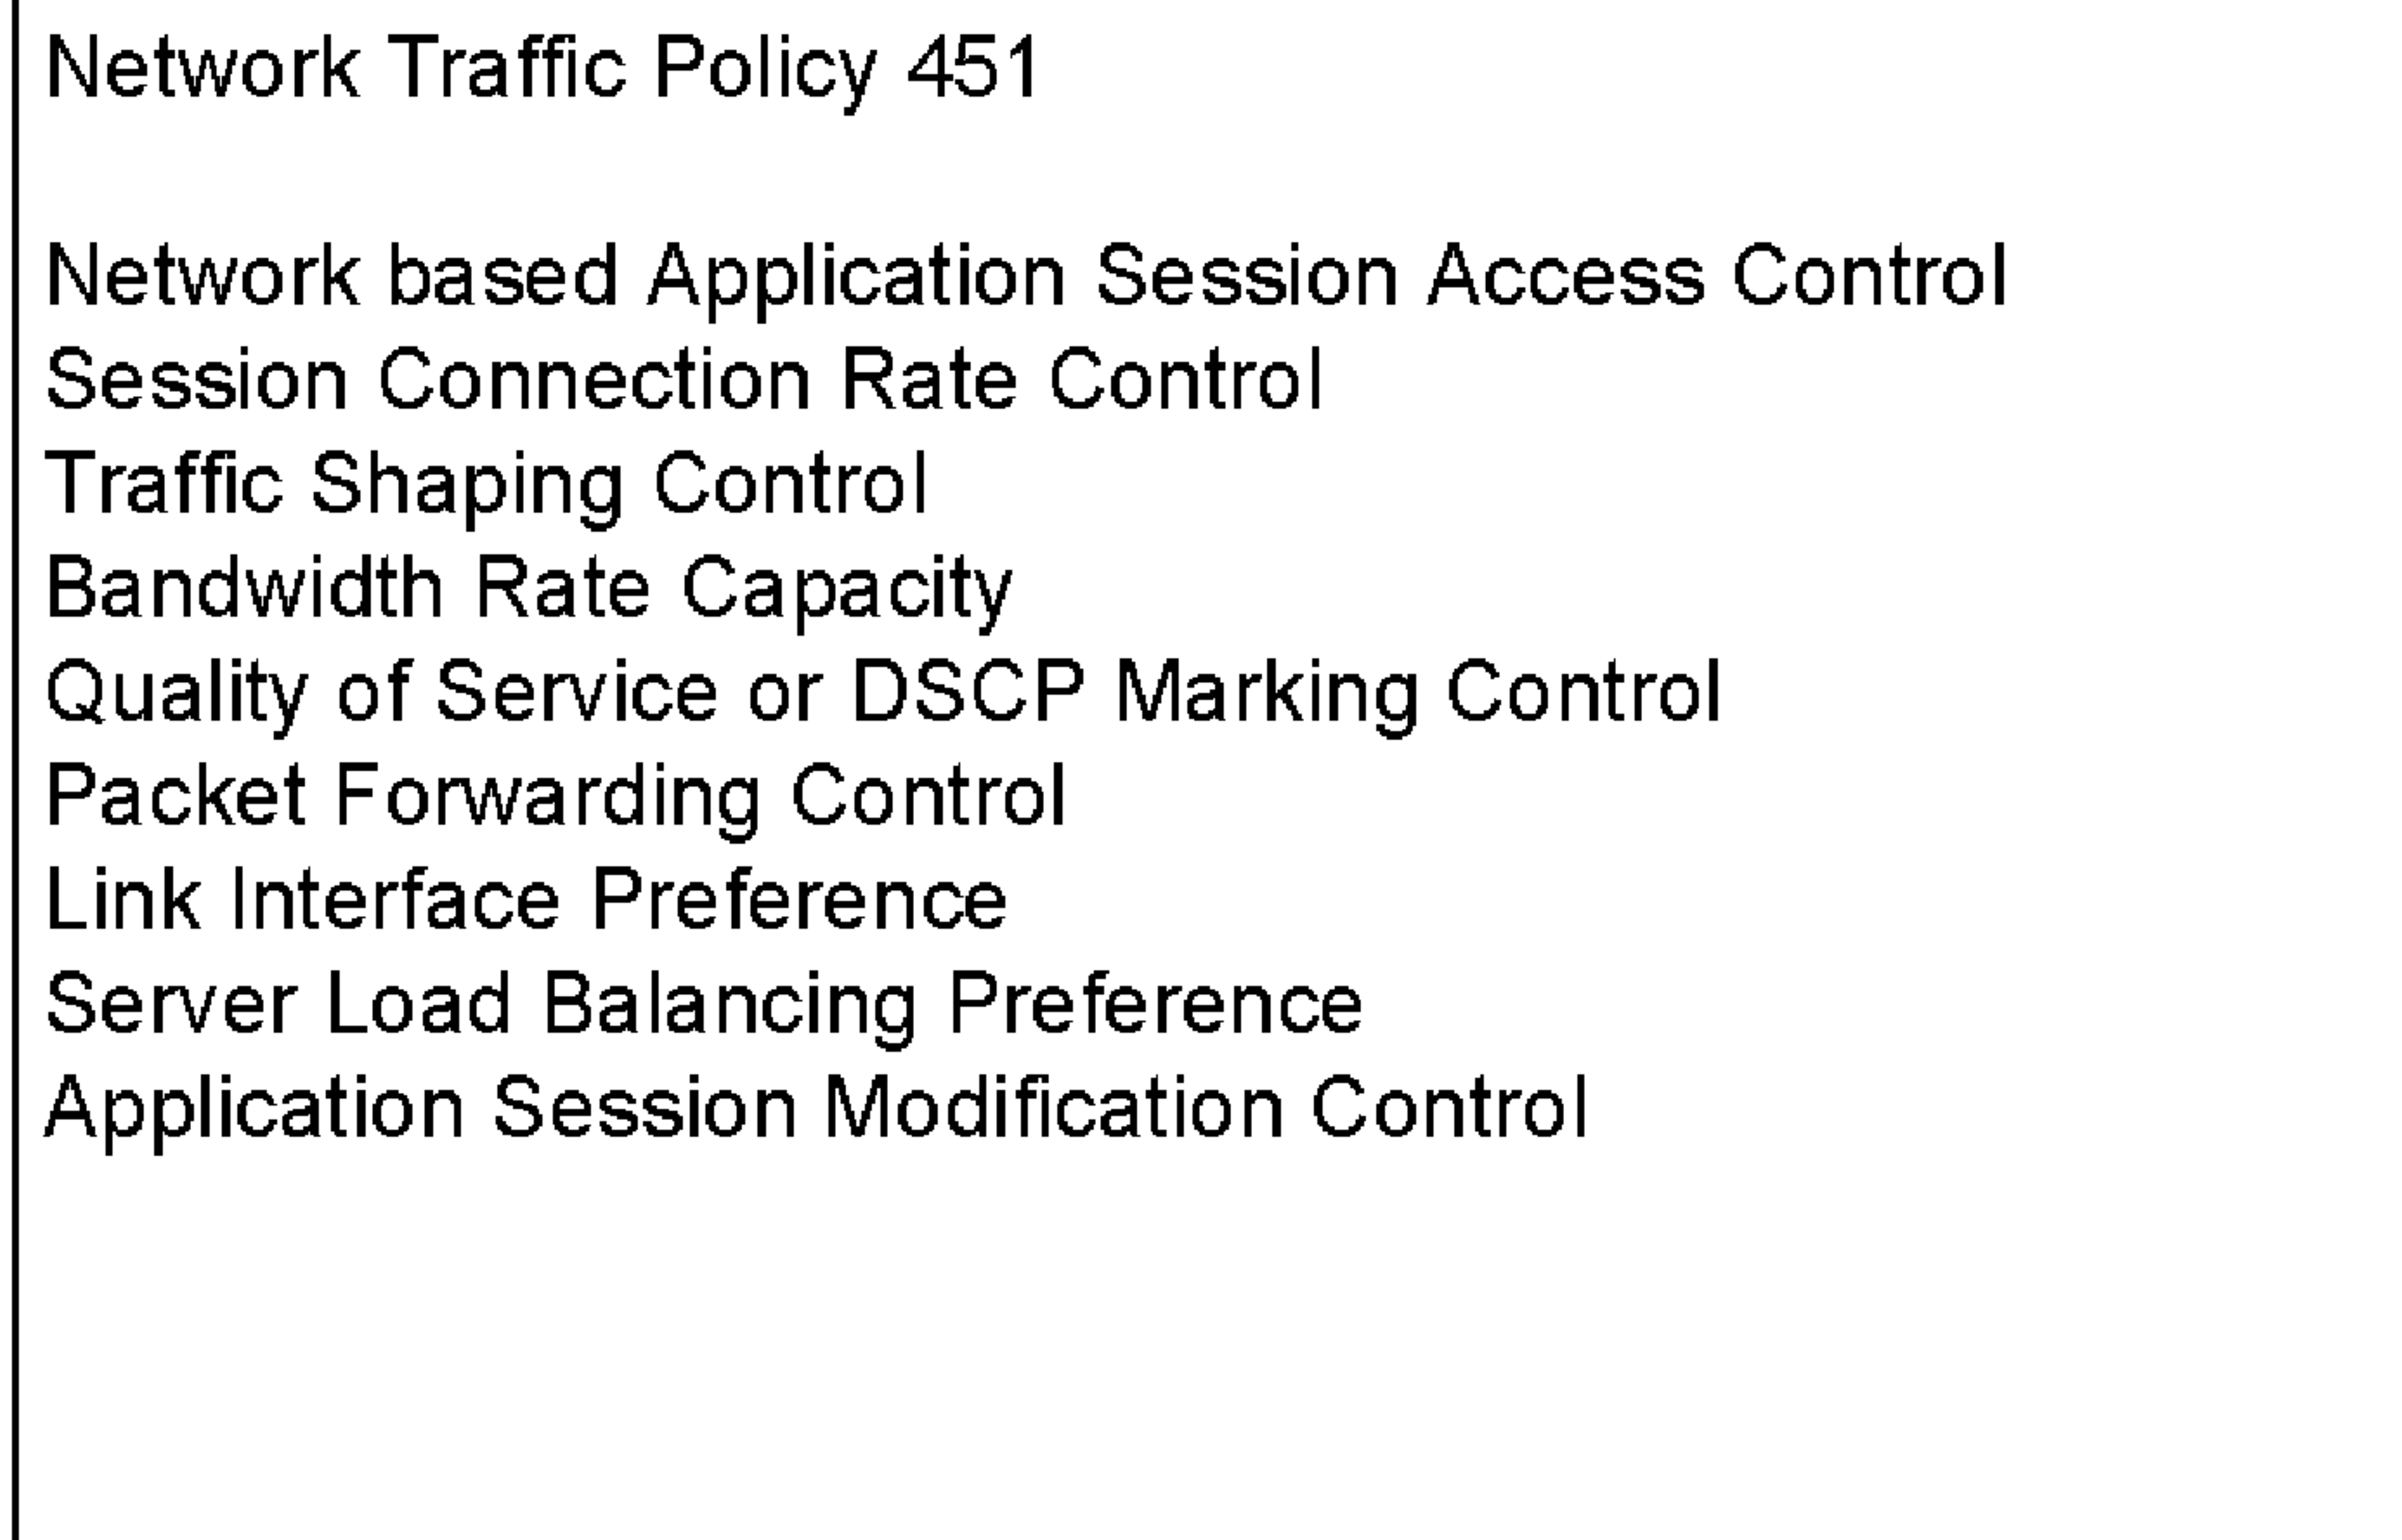 Network Traffic Policy 451
Network based Application Session Access Control
Session Connection Rate Control
Traffic Shaping Control
Bandwidth Rate Capacity
Quality of Service or DSCP Marking Control
Packet Forwarding Control
Link Interface Preference
Server Load Balancing Preference
Application Session Modification Control